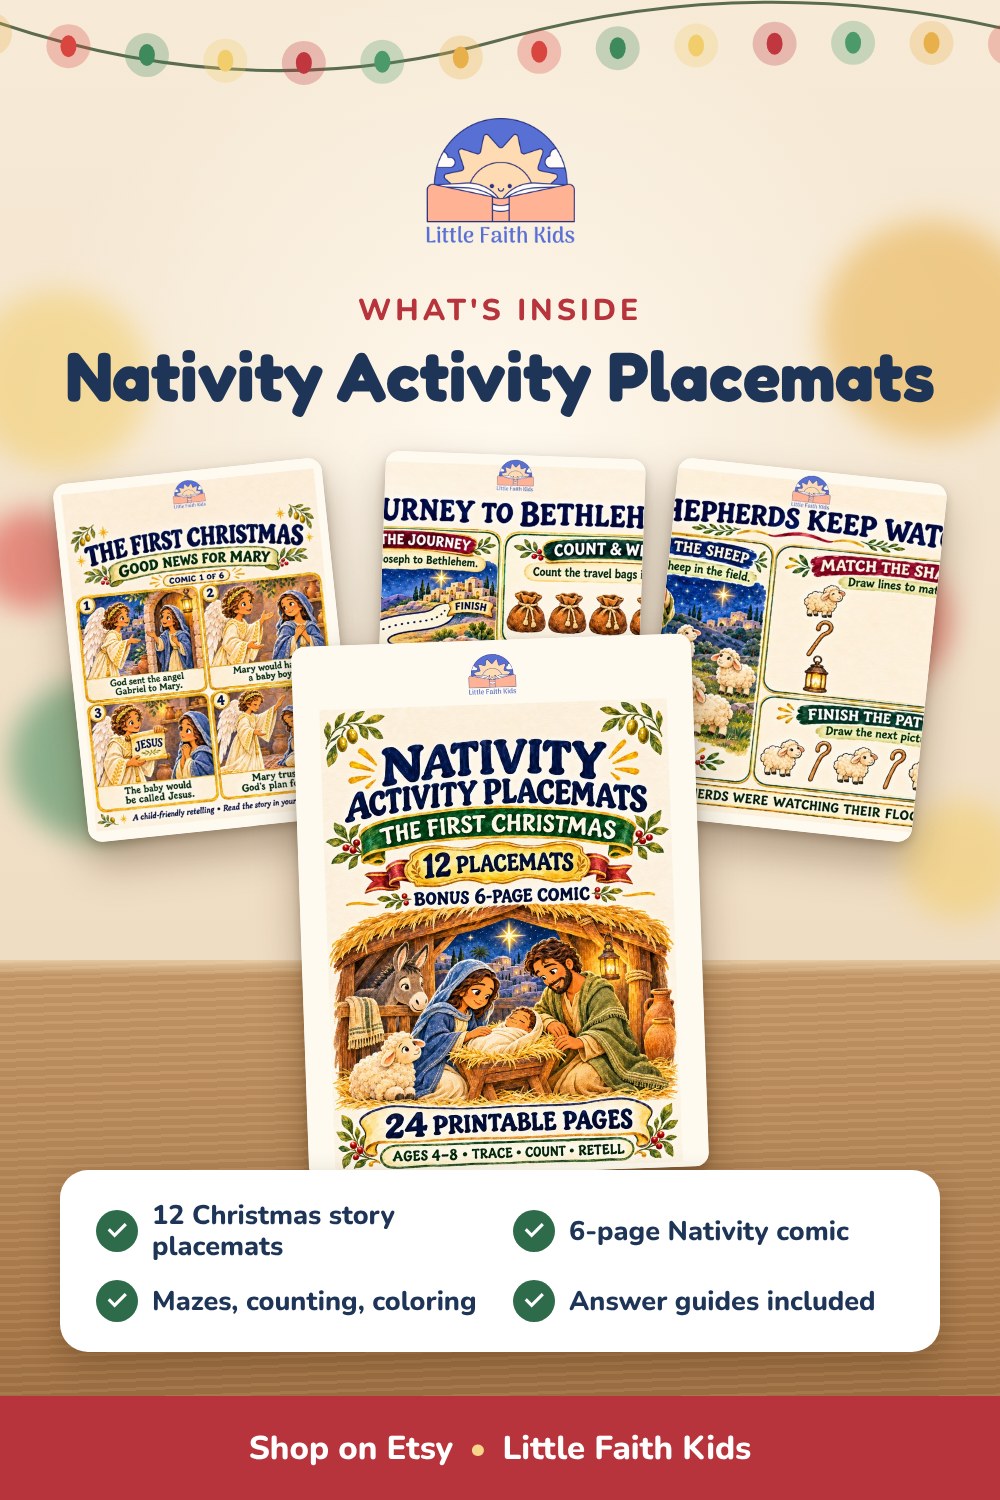 Little Faith Kids
WHAT'S INSIDE
Nativity Activity Placemats
Little Faith Kids
THE FIRST CHRISTMAS
GOOD NEWS FOR MARY
COMIC 1 OF 6
1
2
God sent the angel
Gabriel to Mary.
Mary would ha
a baby boy
3
4
JESUS
The baby would
be called Jesus.
Mary trus
God's plan f
A child-friendly retelling • Read the story in your
Little Faith Kids
URNEY TO BETHLEH
THE JOURNEY
oseph to Bethlehem.
FINISH
COUNT & WI
Count the travel bags i
Little Faith Kids
HEPHERDS KEEP WAT
THE SHEEP
heep in the field.
MATCH THE SHA
Draw lines to mat
FINISH THE PAT
Draw the next pict
HERDS WERE WATCHING THEIR FLOC
Little Faith Kids
NATIVITY
ACTIVITY PLACEMATS
THE FIRST CHRISTMAS
12 PLACEMATS
BONUS 6-PAGE COMIC
24 PRINTABLE PAGES
AGES 4–8 • TRACE • COUNT • RETELL
12 Christmas story
placemats
6-page Nativity comic
Mazes, counting, coloring
Answer guides included
Shop on Etsy • Little Faith Kids